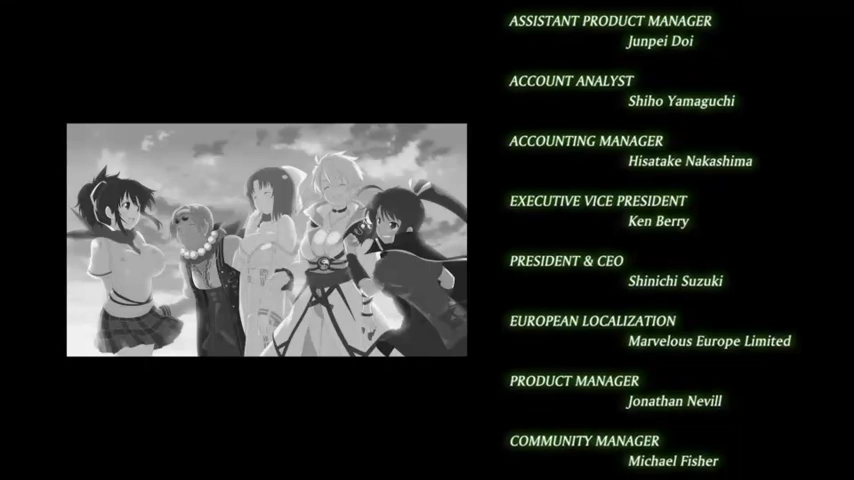 ASSISTANT PRODUCT MANAGER
Junpei Doi
ACCOUNT ANALYST
Shiho Yamaguchi
ACCOUNTING MANAGER
Hisatake Nakashima
EXECUTIVE VICE PRESIDENT
Ken Berry
PRESIDENT & CEO
Shinichi Suzuki
EUROPEAN LOCALIZATION
Marvelous Europe Limited
PRODUCT MANAGER
Jonathan Nevill
COMMUNITY MANAGER
Michael Fisher